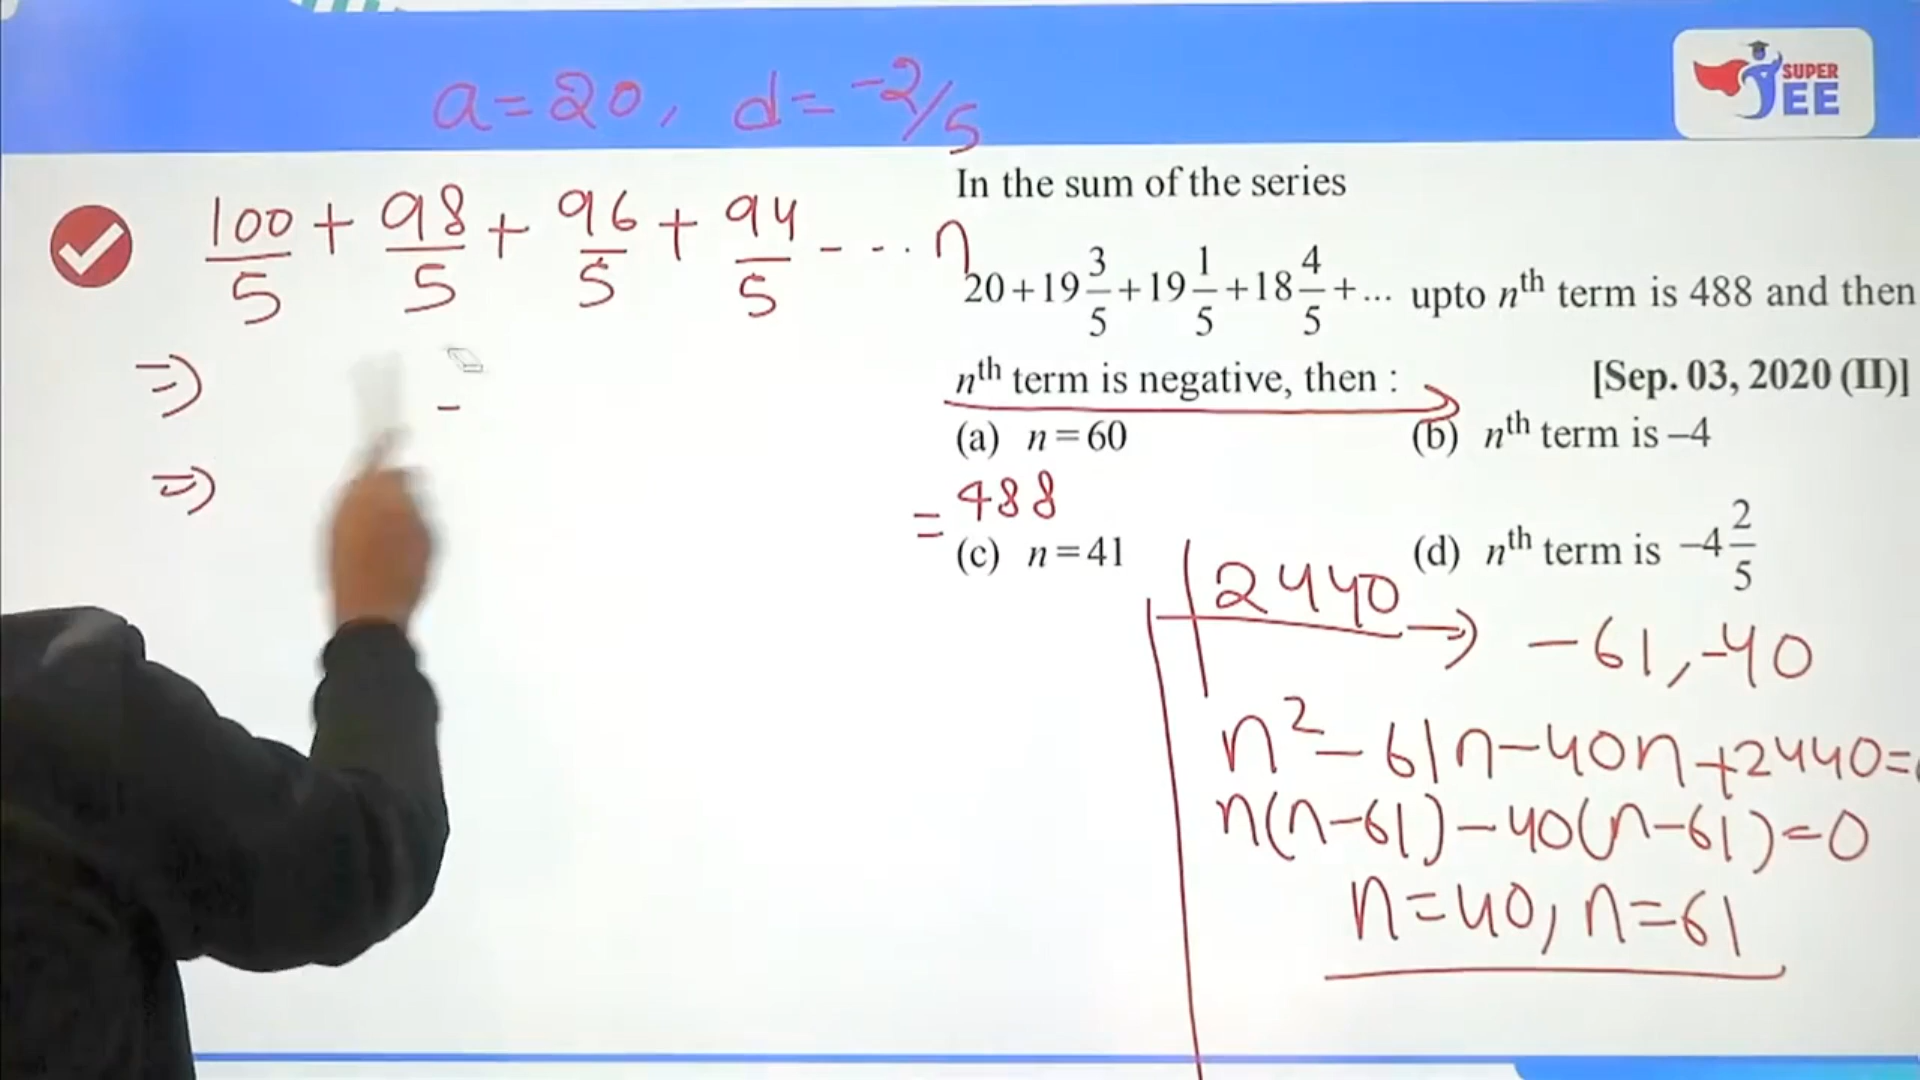 a = 20, d = -2/5
SUPER
JEE
100/5 + 98/5 + 96/5 + 94/5 - - - . n
In the sum of the series
20 + 19 3/5 + 19 1/5 + 18 4/5 + ... upto nth term is 488 and then
nth term is negative, then :
[Sep. 03, 2020 (II)]
(a) n = 60
(b) nth term is –4
= 488
(c) n = 41
(d) nth term is –4 2/5
⇒
-
⇒
2440 → -61, -40
n² - 61n - 40n + 2440 =
n(n-61) - 40(n-61) = 0
n = 40, n = 61